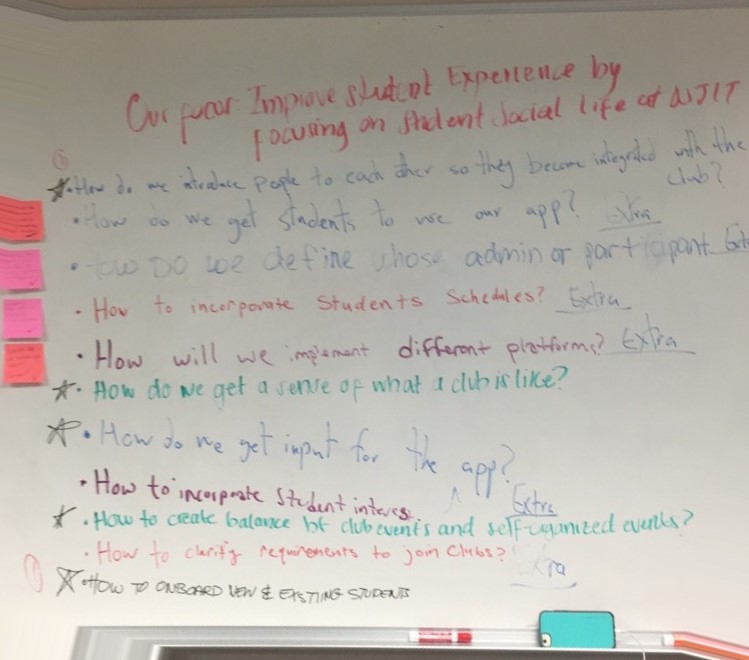 Our focus: Improve Student Experience by
focusing on Student Social life at NJIT
• How do we introduce people to each other so they become integrated with the
club?
• How do we get students to use our app? Extra
• How DO we define whose admin or participant
• How to incorporate Students Schedules? Extra
• How will we implement different platforms? Extra
• How do we get a sense of what a club is like?
• How do we get input for the app?
• How to incorporate Student interes Extra
• How to create balance bt club events and self-organized events?
• How to clarify requirements to join Clubs? Extra
• HOW TO ONBOARD NEW & EXISTING STUDENTS